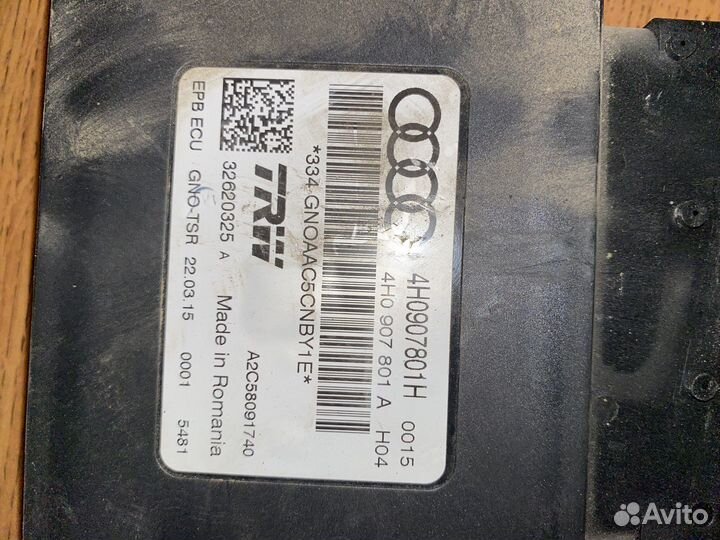 4H0907801H 0015
4H0 907 801 A H04
*334 GNOAAC5CNBY1E*
TRW
A2C58091740
32620325 A Made in Romania
EPB ECU GNO-TSR 22.03.15 0001 5481
Avito